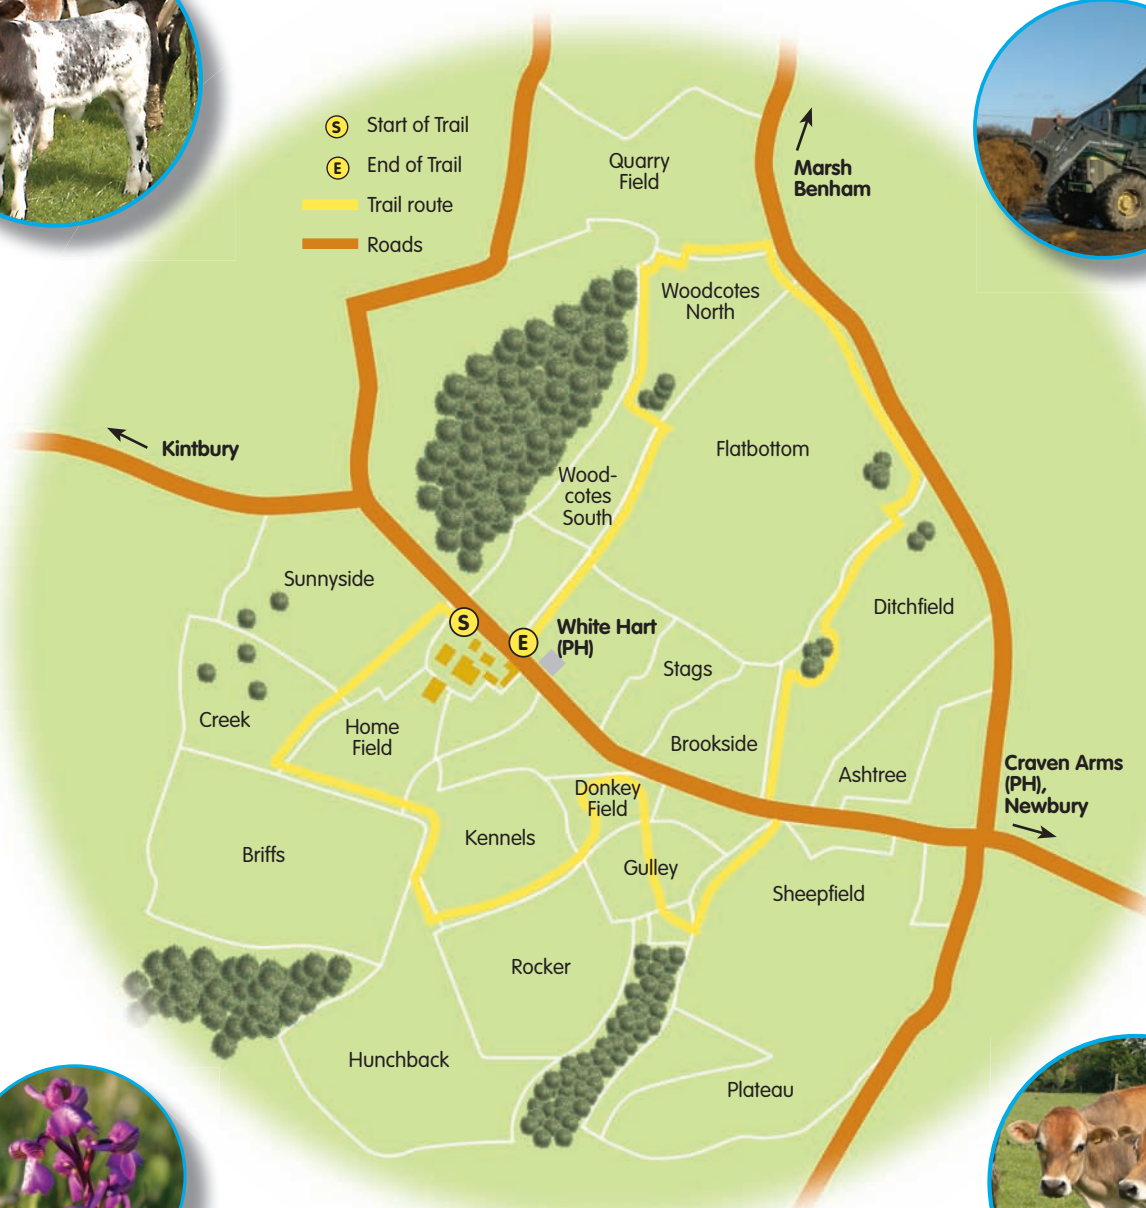 S Start of Trail
E End of Trail
Trail route
Roads
Quarry
Field
Marsh
Benham
Woodcotes
North
Kintbury
Flatbottom
Wood-
cotes
South
Sunnyside
Ditchfield
S
E
White Hart
(PH)
Stags
Creek
Home
Field
Brookside
Ashtree
Craven Arms
(PH),
Newbury
Donkey
Field
Kennels
Briffs
Gulley
Sheepfield
Rocker
Hunchback
Plateau